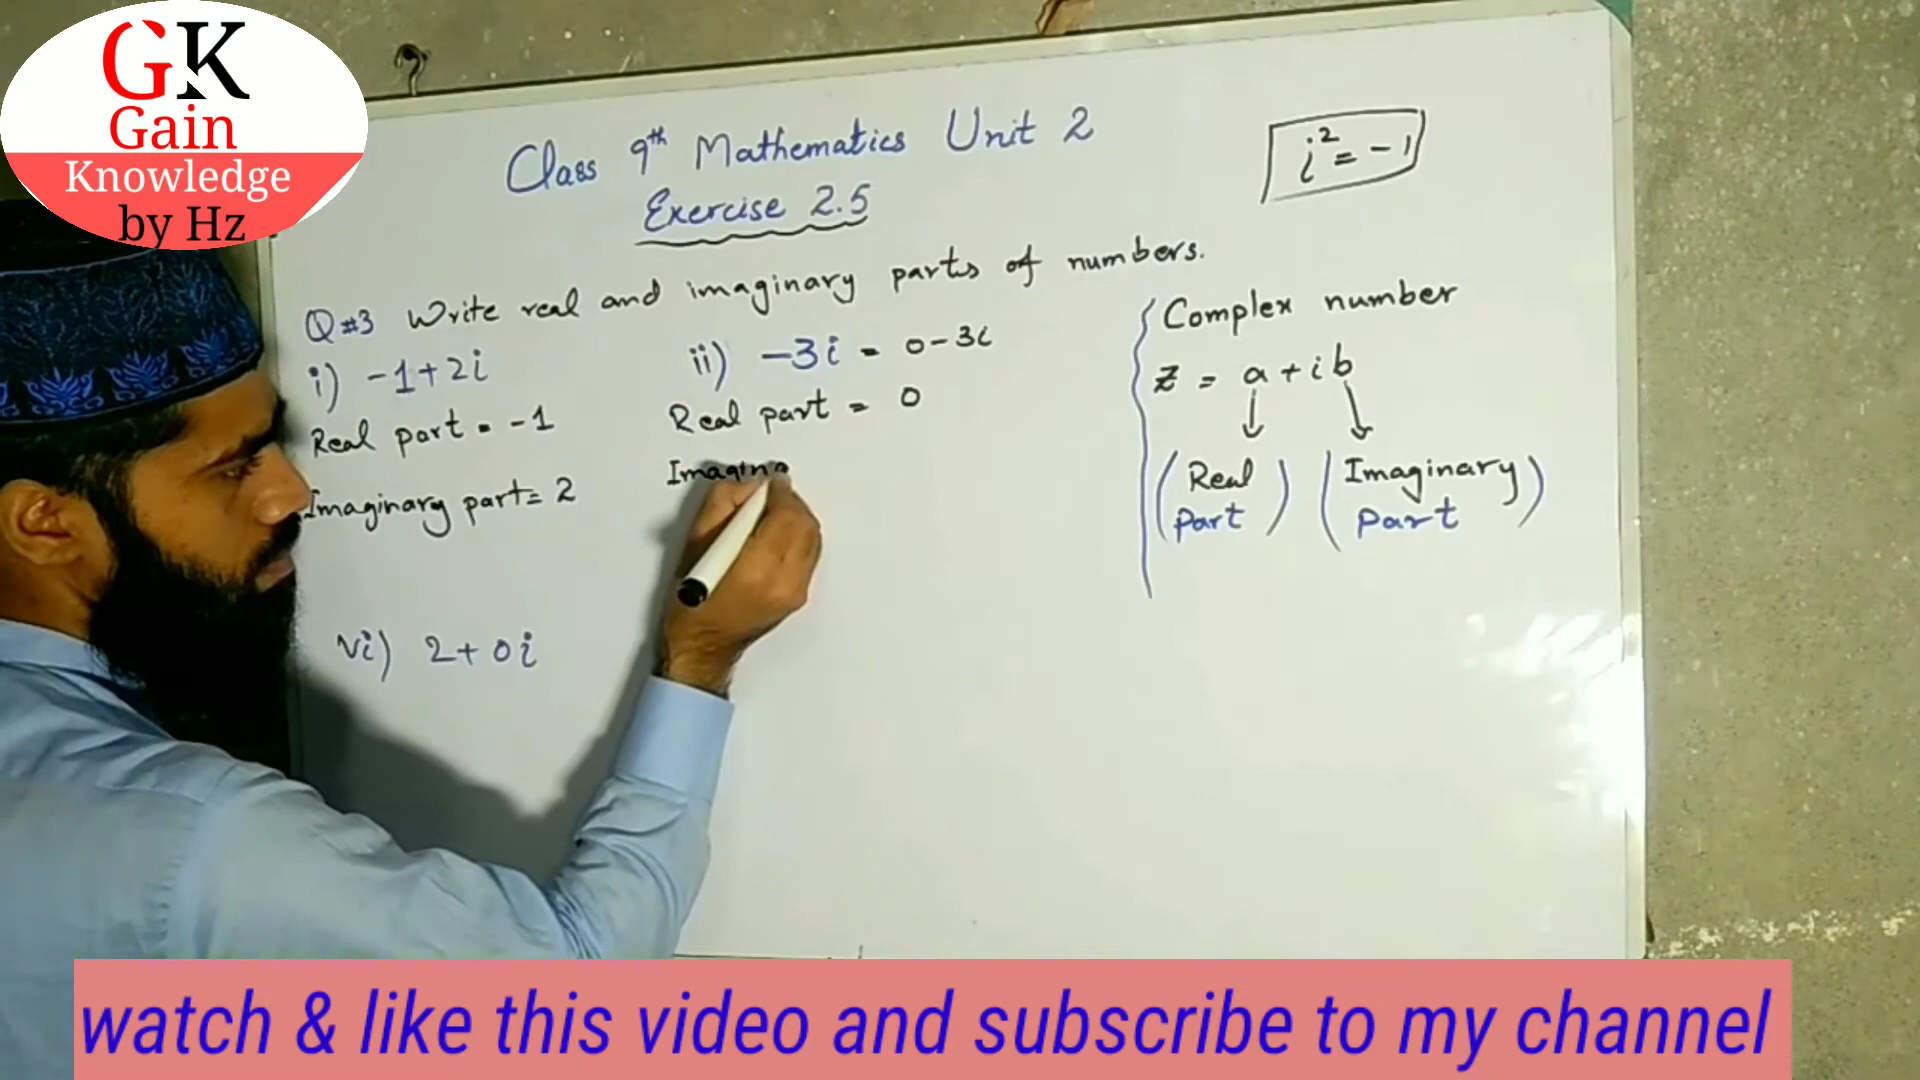 GK
Gain
Knowledge
by Hz
Class 9th Mathematics Unit 2
Exercise 2.5
i² = -1
Q#3 Write real and imaginary parts of numbers.
i) -1+2i
Real part = -1
Imaginary part = 2
ii) -3i = 0-3i
Real part = 0
Imagina
vi) 2+0i
Complex number
Z = a+ib
(Real Part) (Imaginary Part)
watch & like this video and subscribe to my channel